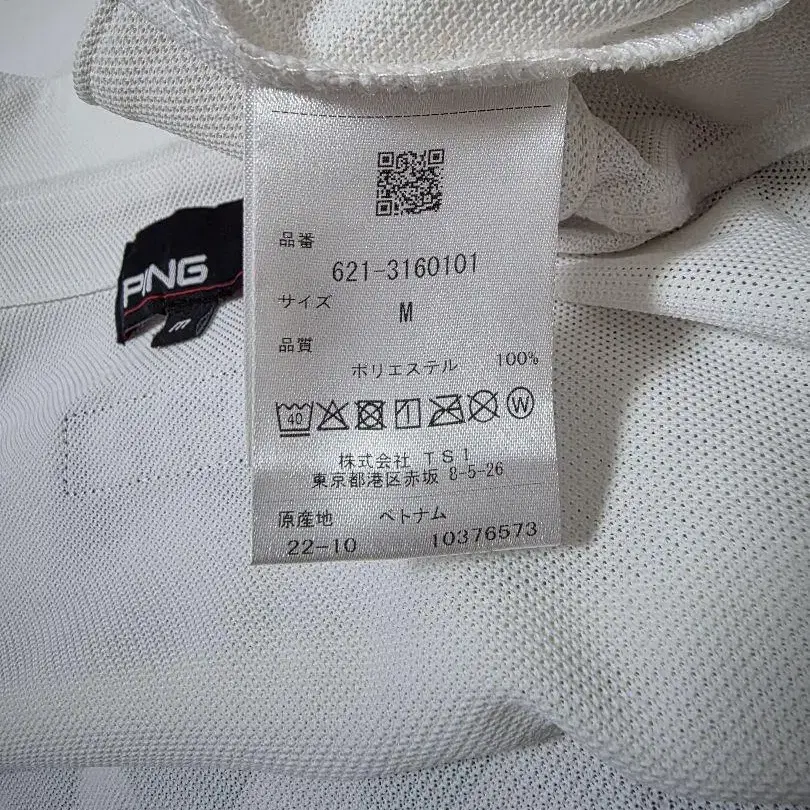 PING
m
品番
621-3160101
サイズ
M
品質
ポリエステル 100%
40
W
株式会社 TSI
東京都港区赤坂 8-5-26
原産地 ベトナム
22-10 10376573